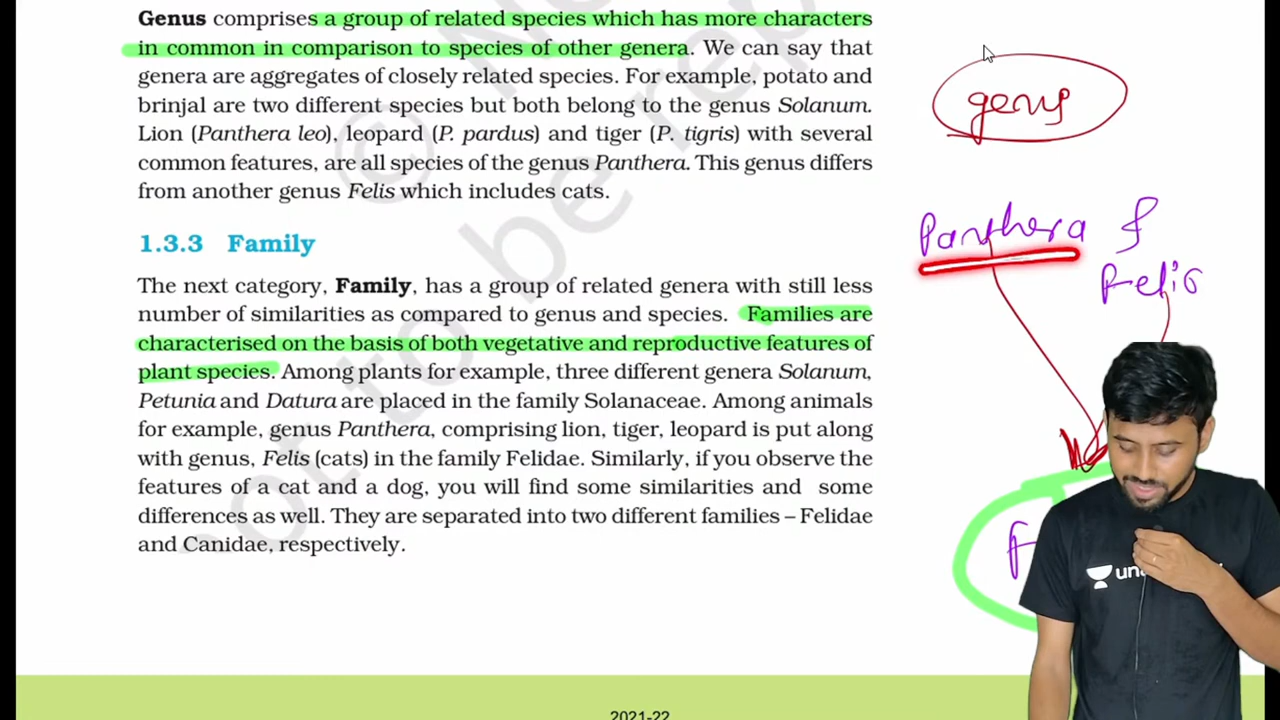 Genus comprises a group of related species which has more characters
in common in comparison to species of other genera. We can say that
genera are aggregates of closely related species. For example, potato and
brinjal are two different species but both belong to the genus Solanum.
Lion (Panthera leo), leopard (P. pardus) and tiger (P. tigris) with several
common features, are all species of the genus Panthera. This genus differs
from another genus Felis which includes cats.
genus
Panthera &
Felis
1.3.3 Family
The next category, Family, has a group of related genera with still less
number of similarities as compared to genus and species. Families are
characterised on the basis of both vegetative and reproductive features of
plant species. Among plants for example, three different genera Solanum,
Petunia and Datura are placed in the family Solanaceae. Among animals
for example, genus Panthera, comprising lion, tiger, leopard is put along
with genus, Felis (cats) in the family Felidae. Similarly, if you observe the
features of a cat and a dog, you will find some similarities and some
differences as well. They are separated into two different families – Felidae
and Canidae, respectively.
2021-22